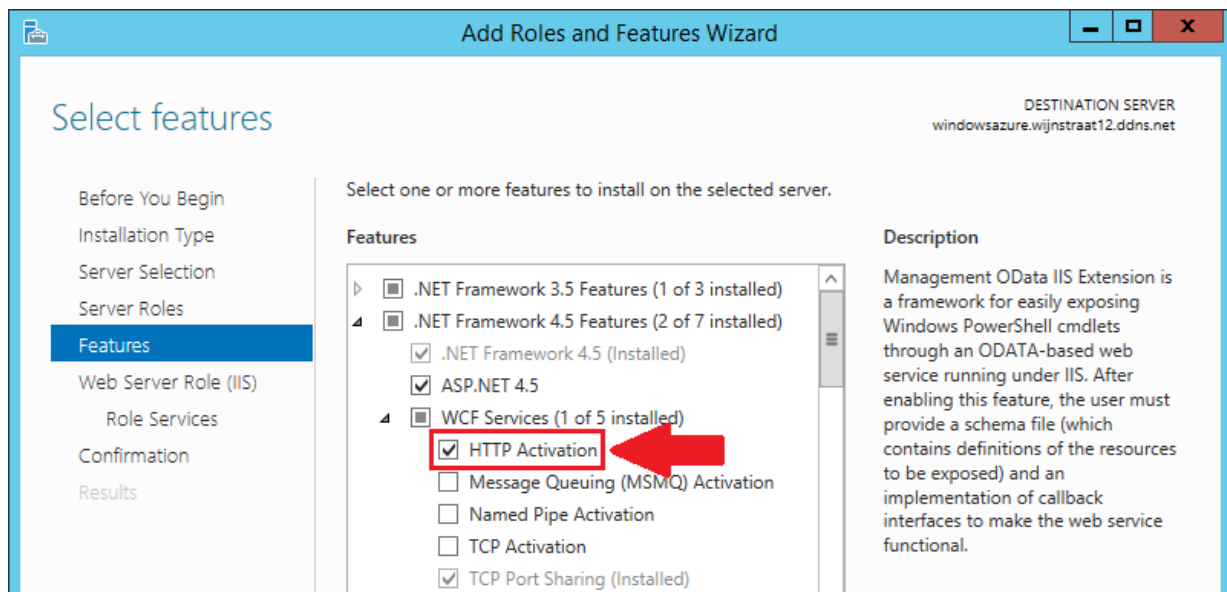 Add Roles and Features Wizard
Select features
DESTINATION SERVER
windowsazure.wijnstraat12.ddns.net
Before You Begin
Installation Type
Server Selection
Server Roles
Features
Web Server Role (IIS)
Role Services
Confirmation
Results
Select one or more features to install on the selected server.
Features
.NET Framework 3.5 Features (1 of 3 installed)
.NET Framework 4.5 Features (2 of 7 installed)
.NET Framework 4.5 (Installed)
ASP.NET 4.5
WCF Services (1 of 5 installed)
HTTP Activation
Message Queuing (MSMQ) Activation
Named Pipe Activation
TCP Activation
TCP Port Sharing (Installed)
Description
Management OData IIS Extension is
a framework for easily exposing
Windows PowerShell cmdlets
through an ODATA-based web
service running under IIS. After
enabling this feature, the user must
provide a schema file (which
contains definitions of the resources
to be exposed) and an
implementation of callback
interfaces to make the web service
functional.